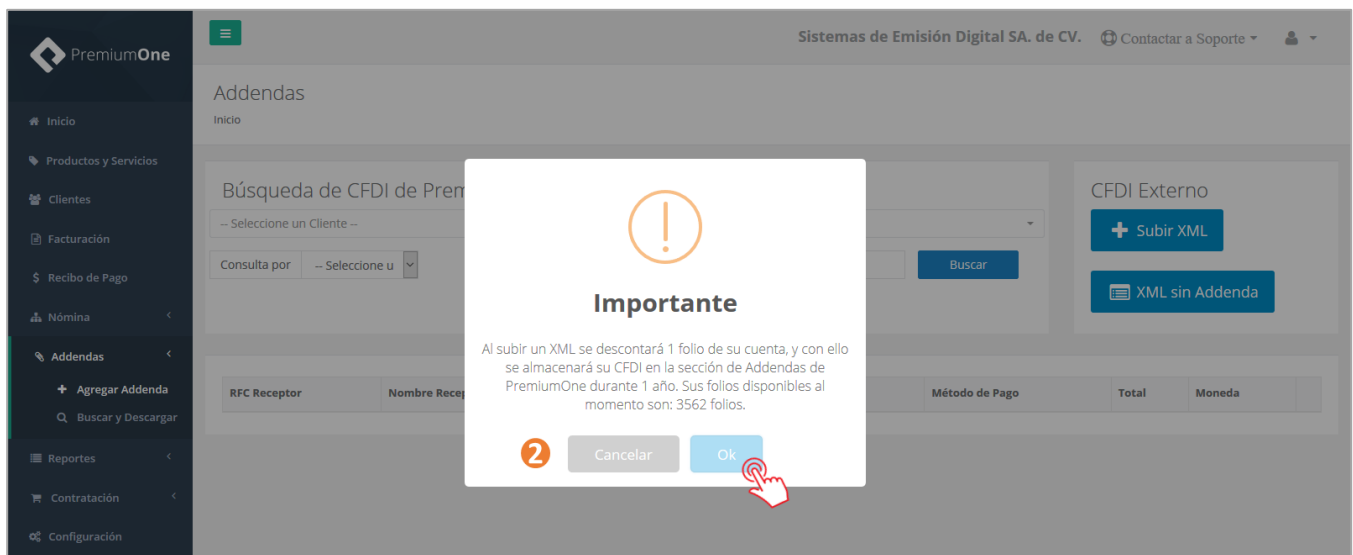 PremiumOne
Sistemas de Emisión Digital SA. de CV.
Contactar a Soporte
Addendas
Inicio
Inicio
Productos y Servicios
Clientes
Facturación
$ Recibo de Pago
Nómina
Addendas
+ Agregar Addenda
Buscar y Descargar
Reportes
Contratación
Configuración
Búsqueda de CFDI de Prem
-- Seleccione un Cliente --
Consulta por
-- Seleccione u
Buscar
CFDI Externo
+ Subir XML
XML sin Addenda
RFC Receptor
Nombre Recep
Método de Pago
Total
Moneda
!
Importante
Al subir un XML se descontará 1 folio de su cuenta, y con ello
se almacenará su CFDI en la sección de Addendas de
PremiumOne durante 1 año. Sus folios disponibles al
momento son: 3562 folios.
2
Cancelar
Ok